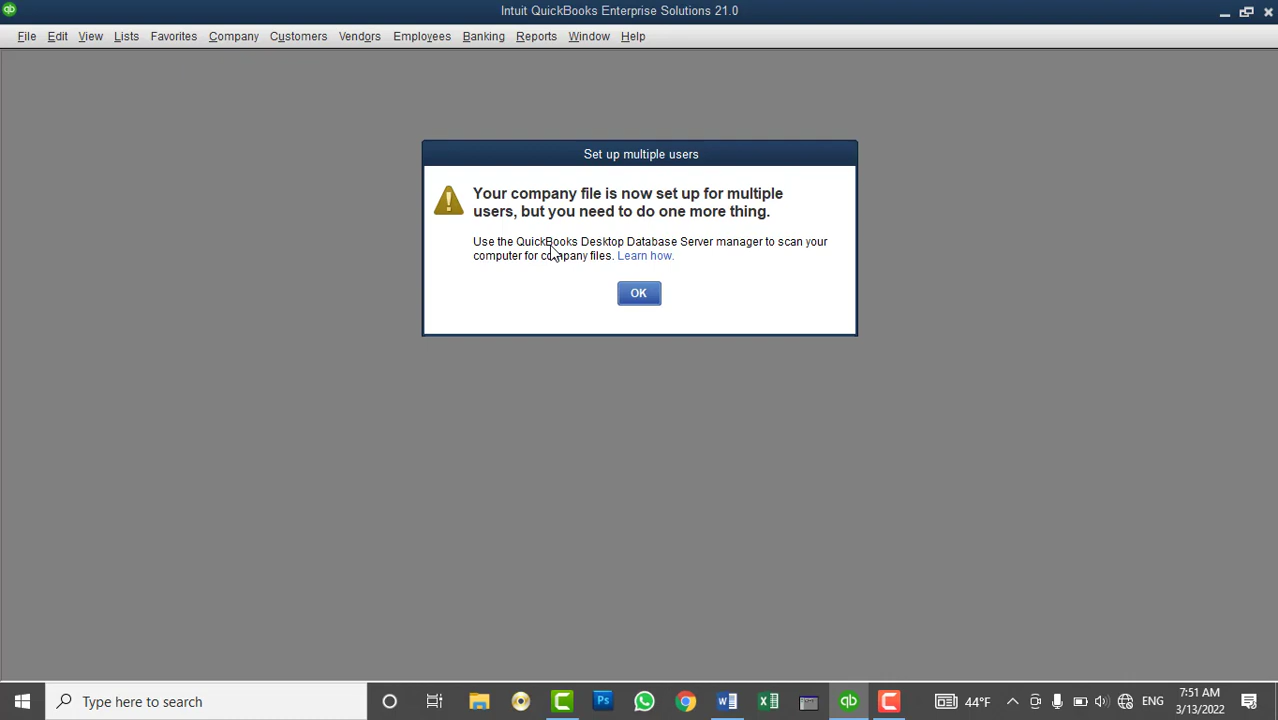 Intuit QuickBooks Enterprise Solutions 21.0
File Edit View Lists Favorites Company Customers Vendors Employees Banking Reports Window Help
Set up multiple users
Your company file is now set up for multiple
users, but you need to do one more thing.
Use the QuickBooks Desktop Database Server manager to scan your
computer for company files. Learn how.
OK
Type here to search
44°F
ENG
7:51 AM
3/13/2022